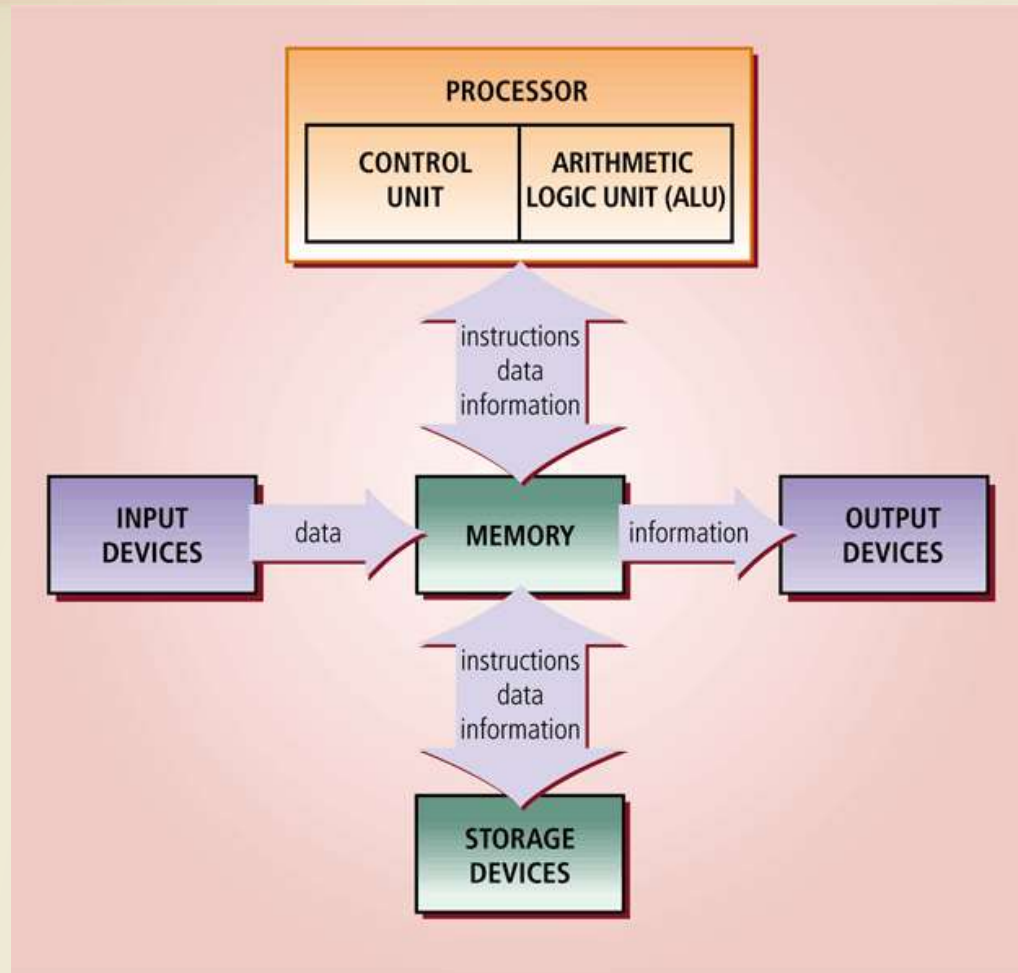 PROCESSOR
CONTROL
UNIT
ARITHMETIC
LOGIC UNIT (ALU)
instructions
data
information
INPUT
DEVICES
data
MEMORY
information
OUTPUT
DEVICES
instructions
data
information
STORAGE
DEVICES